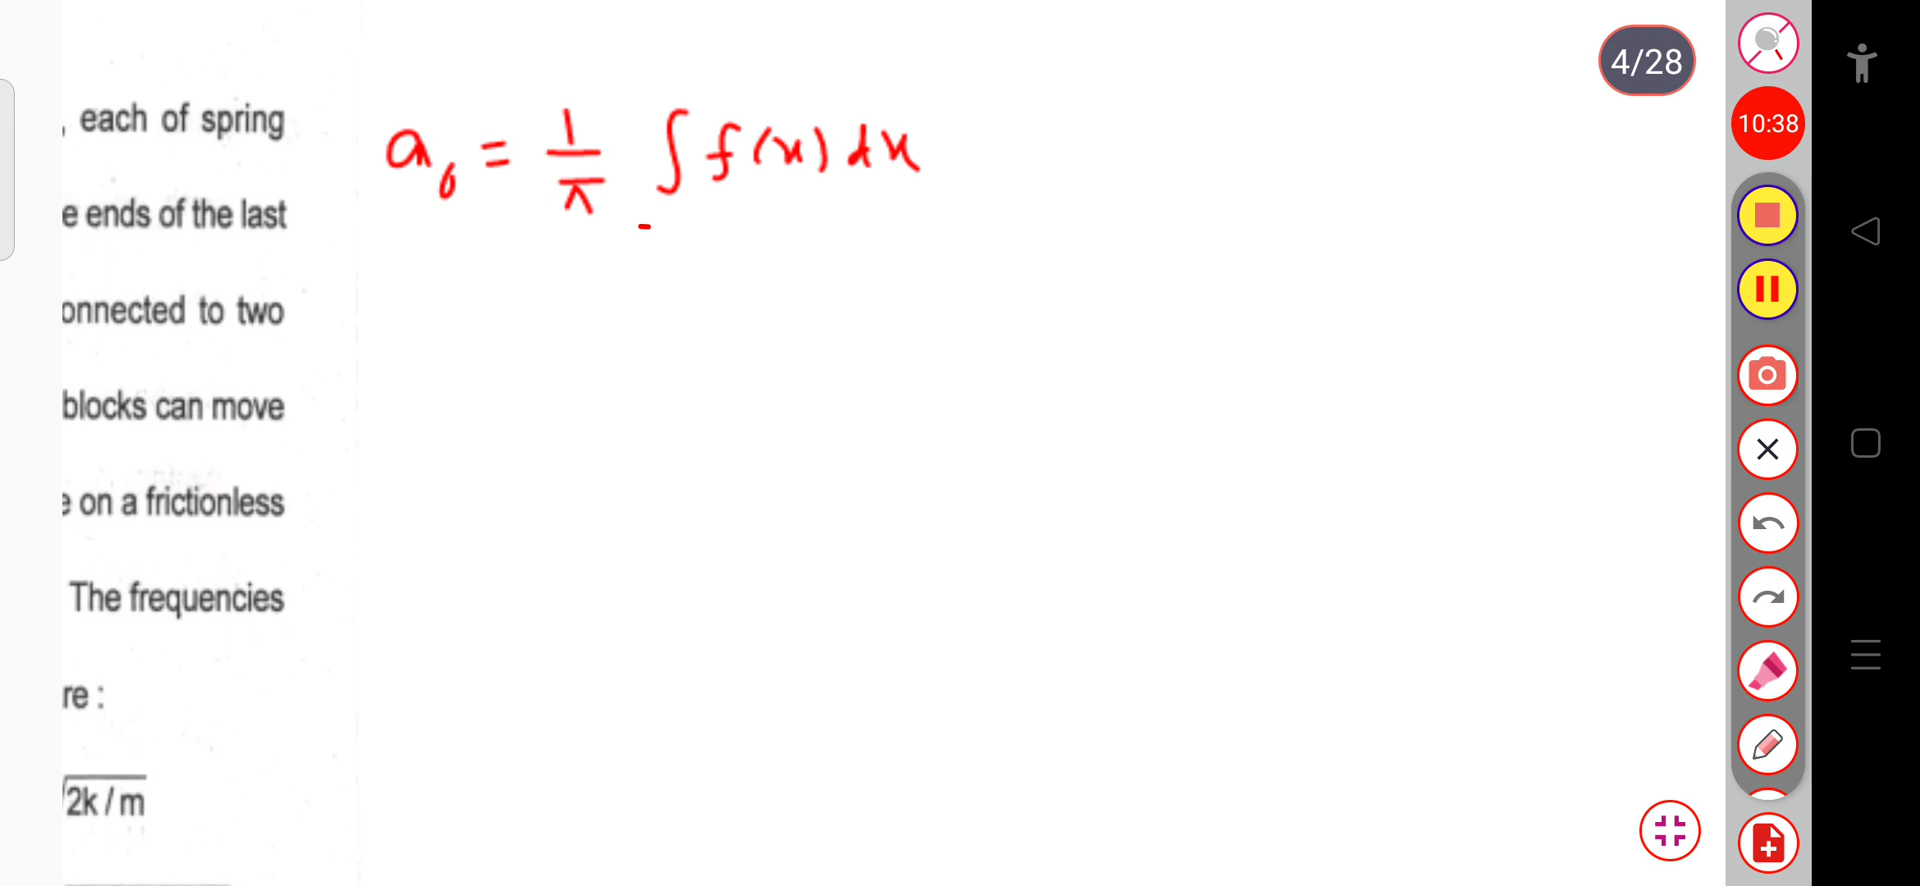 , each of spring
e ends of the last
onnected to two
blocks can move
e on a frictionless
The frequencies
re :
√2k / m
a₀ = 1/π ∫ f(x) dx
-
4/28
10:38